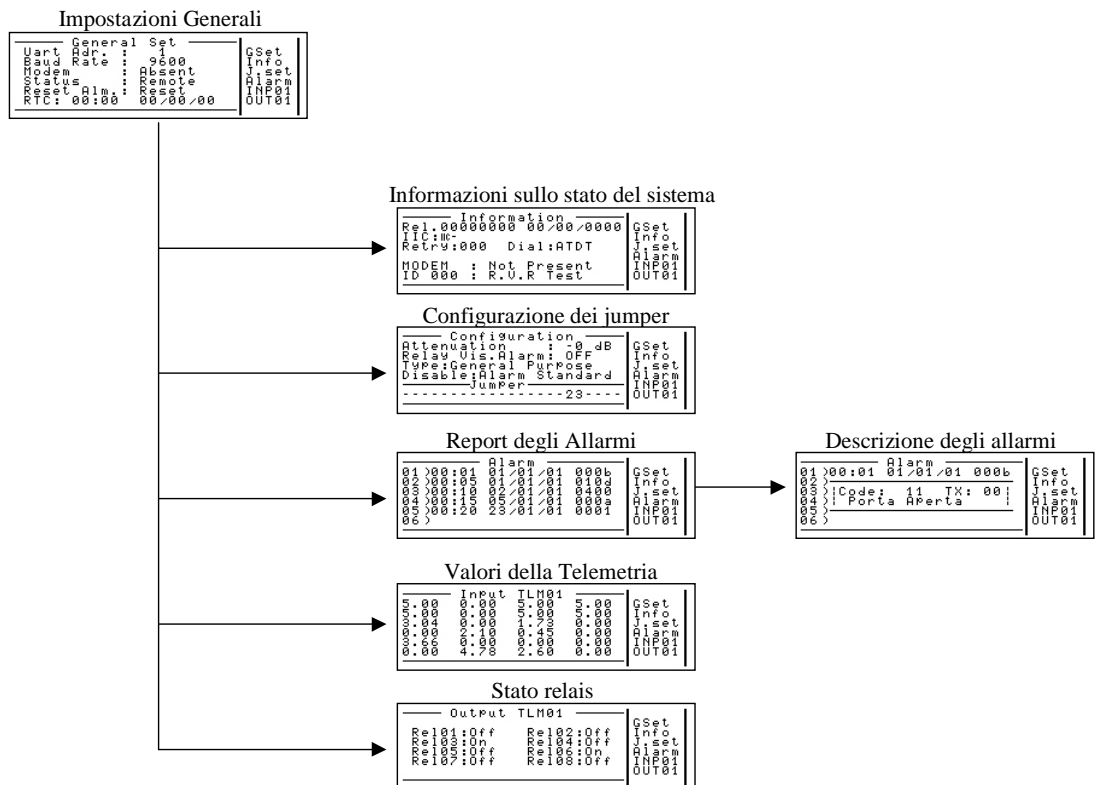 Impostazioni Generali
General Set
Uart Adr. : 1
Baud Rate : 9600
Modem : Absent
Status : Remote
Reset Alm.: Reset
RTC: 00:00 00/00/00
GSet
Info
J.set
Alarm
INP01
OUT01
Informazioni sullo stato del sistema
Information
Rel.00000000 00/00/0000
IIC:
Retry:000 Dial:ATDT
MODEM : Not Present
ID 000 : R.V.R Test
GSet
Info
J.set
Alarm
INP01
OUT01
Configurazione dei jumper
Configuration
Attenuation : -0 dB
Relay Vis.Alarm: OFF
Type:General Purpose
Disable:Alarm Standard
Jumper
-----------------23----
GSet
Info
J.set
Alarm
INP01
OUT01
Report degli Allarmi
Alarm
01)00:01 01/01/01 000b
02)00:05 01/01/01 010d
03)00:10 02/01/01 0400
04)00:15 05/01/01 000a
05)00:20 23/01/01 0001
06)
GSet
Info
J.set
Alarm
INP01
OUT01
Descrizione degli allarmi
Alarm
01)00:01 01/01/01 000b
02)
03)|Code: 11 TX: 00|
04)| Porta Aperta |
05)
06)
GSet
Info
J.set
Alarm
INP01
OUT01
Valori della Telemetria
Input TLM01
5.00 0.00 5.00 5.00
5.00 0.00 5.00 5.00
3.04 0.00 1.73 0.00
0.00 2.10 0.45 0.00
3.66 0.00 0.00 0.00
0.00 4.78 2.60 0.00
GSet
Info
J.set
Alarm
INP01
OUT01
Stato relais
Output TLM01
Rel01:Off Rel02:Off
Rel03:On Rel04:Off
Rel05:Off Rel06:On
Rel07:Off Rel08:Off
GSet
Info
J.set
Alarm
INP01
OUT01